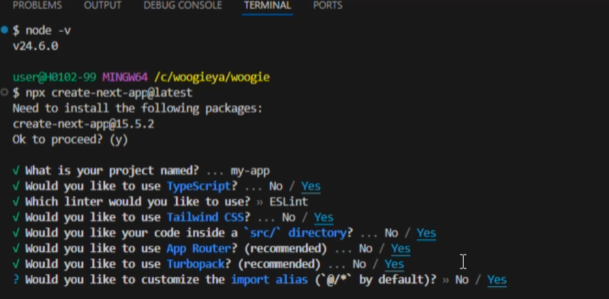 PROBLEMS OUTPUT DEBUG CONSOLE TERMINAL PORTS
$ node -v
v24.6.0
user@H0102-99 MINGW64 /c/woogieya/woogie
$ npx create-next-app@latest
Need to install the following packages:
create-next-app@15.5.2
Ok to proceed? (y)
√ What is your project named? ... my-app
√ Would you like to use TypeScript? ... No / Yes
√ Which linter would you like to use? » ESLint
√ Would you like to use Tailwind CSS? ... No / Yes
√ Would you like your code inside a `src/` directory? ... No / Yes
√ Would you like to use App Router? (recommended) ... No / Yes
√ Would you like to use Turbopack? (recommended) ... No / Yes
? Would you like to customize the import alias (`@/*` by default)? » No / Yes